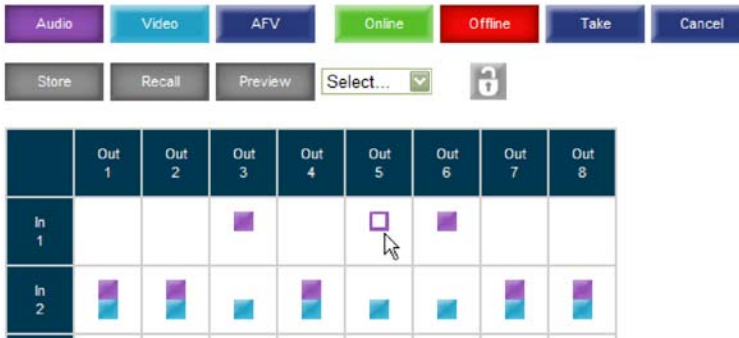 Audio Video AFV Online Offline Take Cancel
Store Recall Preview Select...
Out 1 Out 2 Out 3 Out 4 Out 5 Out 6 Out 7 Out 8
In 1
In 2